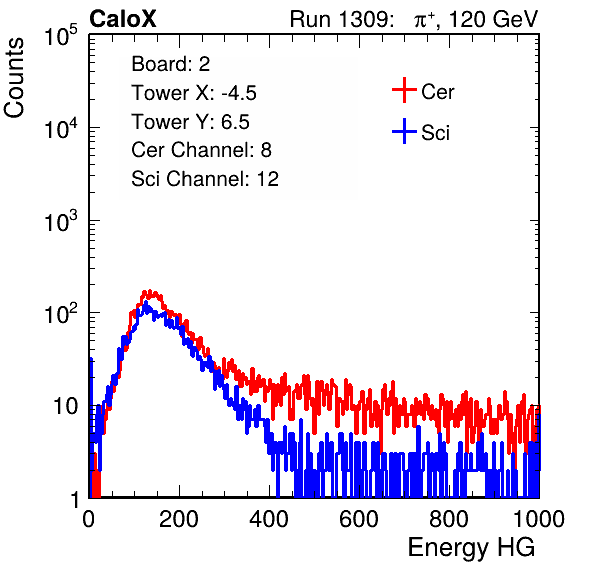 CaloX Run 1309: π⁺, 120 GeV
Counts
Board: 2
Tower X: -4.5
Tower Y: 6.5
Cer Channel: 8
Sci Channel: 12
Cer
Sci
10⁵
10⁴
10³
10²
10
1
0 200 400 600 800 1000
Energy HG